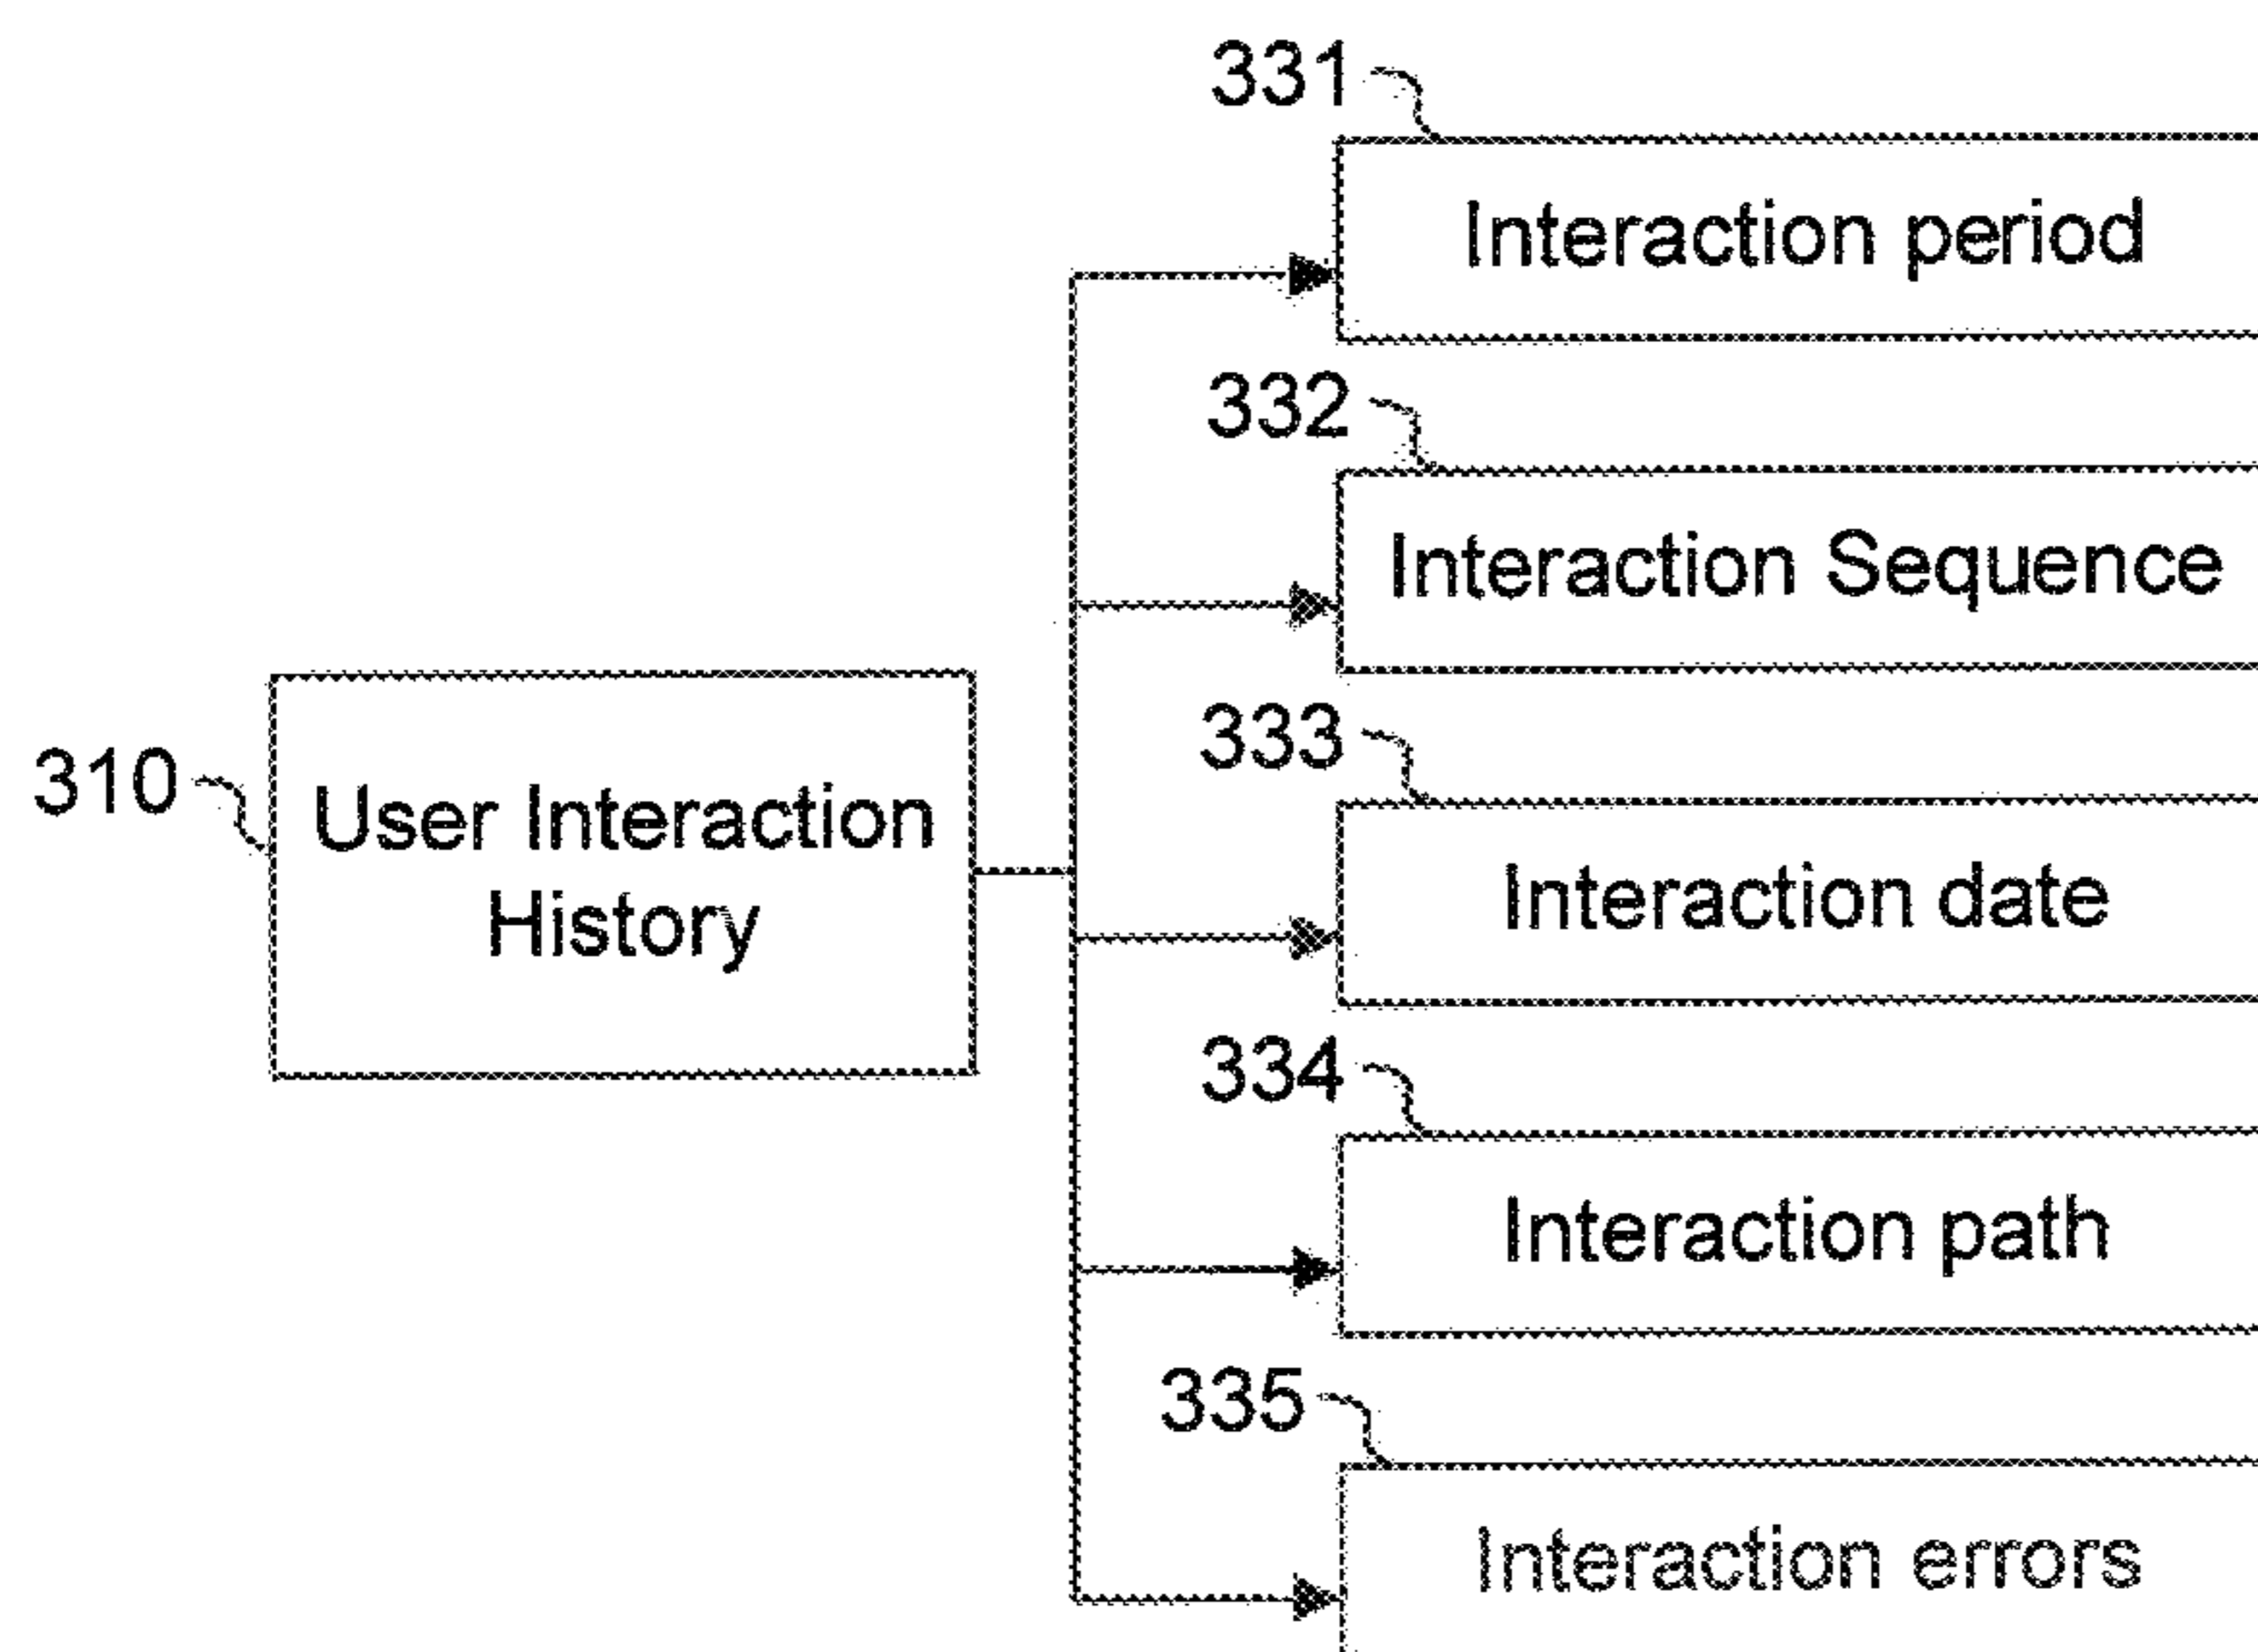 331
Interaction period
332
Interaction Sequence
333
310
User Interaction
History
Interaction date
334
Interaction path
335
Interaction errors